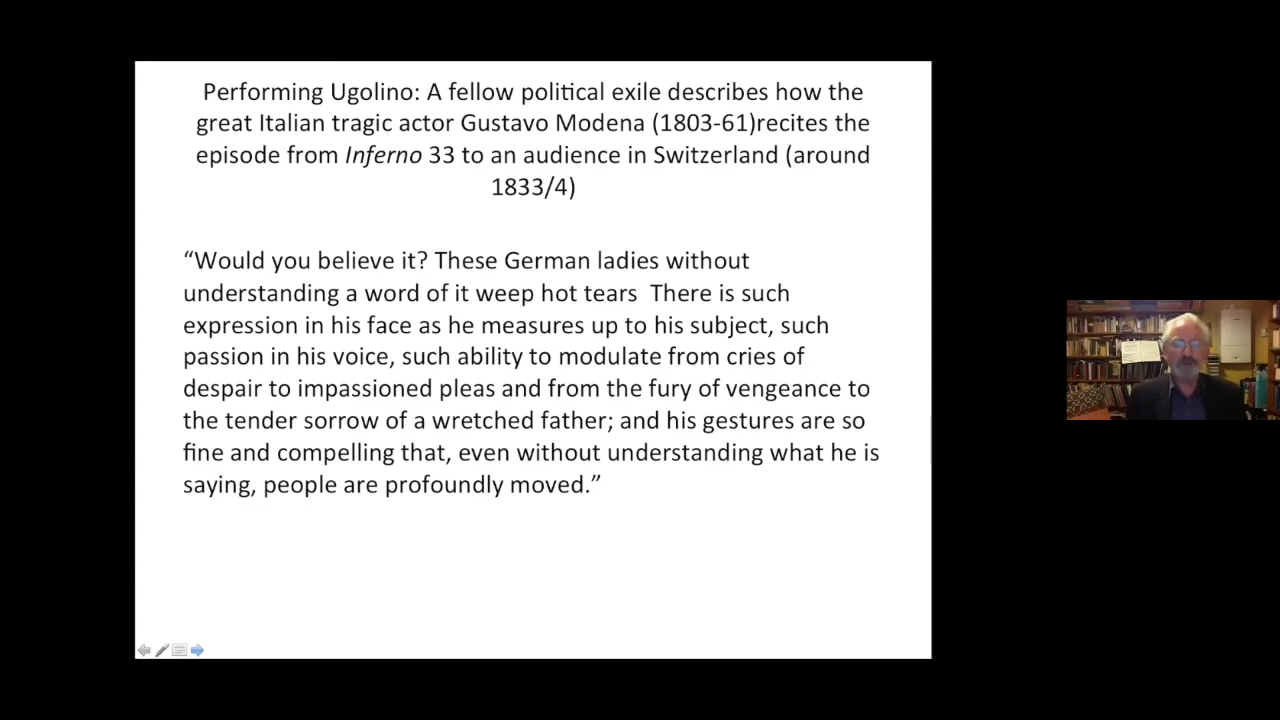 Performing Ugolino: A fellow political exile describes how the
great Italian tragic actor Gustavo Modena (1803-61)recites the
episode from Inferno 33 to an audience in Switzerland (around
1833/4)
“Would you believe it? These German ladies without
understanding a word of it weep hot tears  There is such
expression in his face as he measures up to his subject, such
passion in his voice, such ability to modulate from cries of
despair to impassioned pleas and from the fury of vengeance to
the tender sorrow of a wretched father; and his gestures are so
fine and compelling that, even without understanding what he is
saying, people are profoundly moved.”